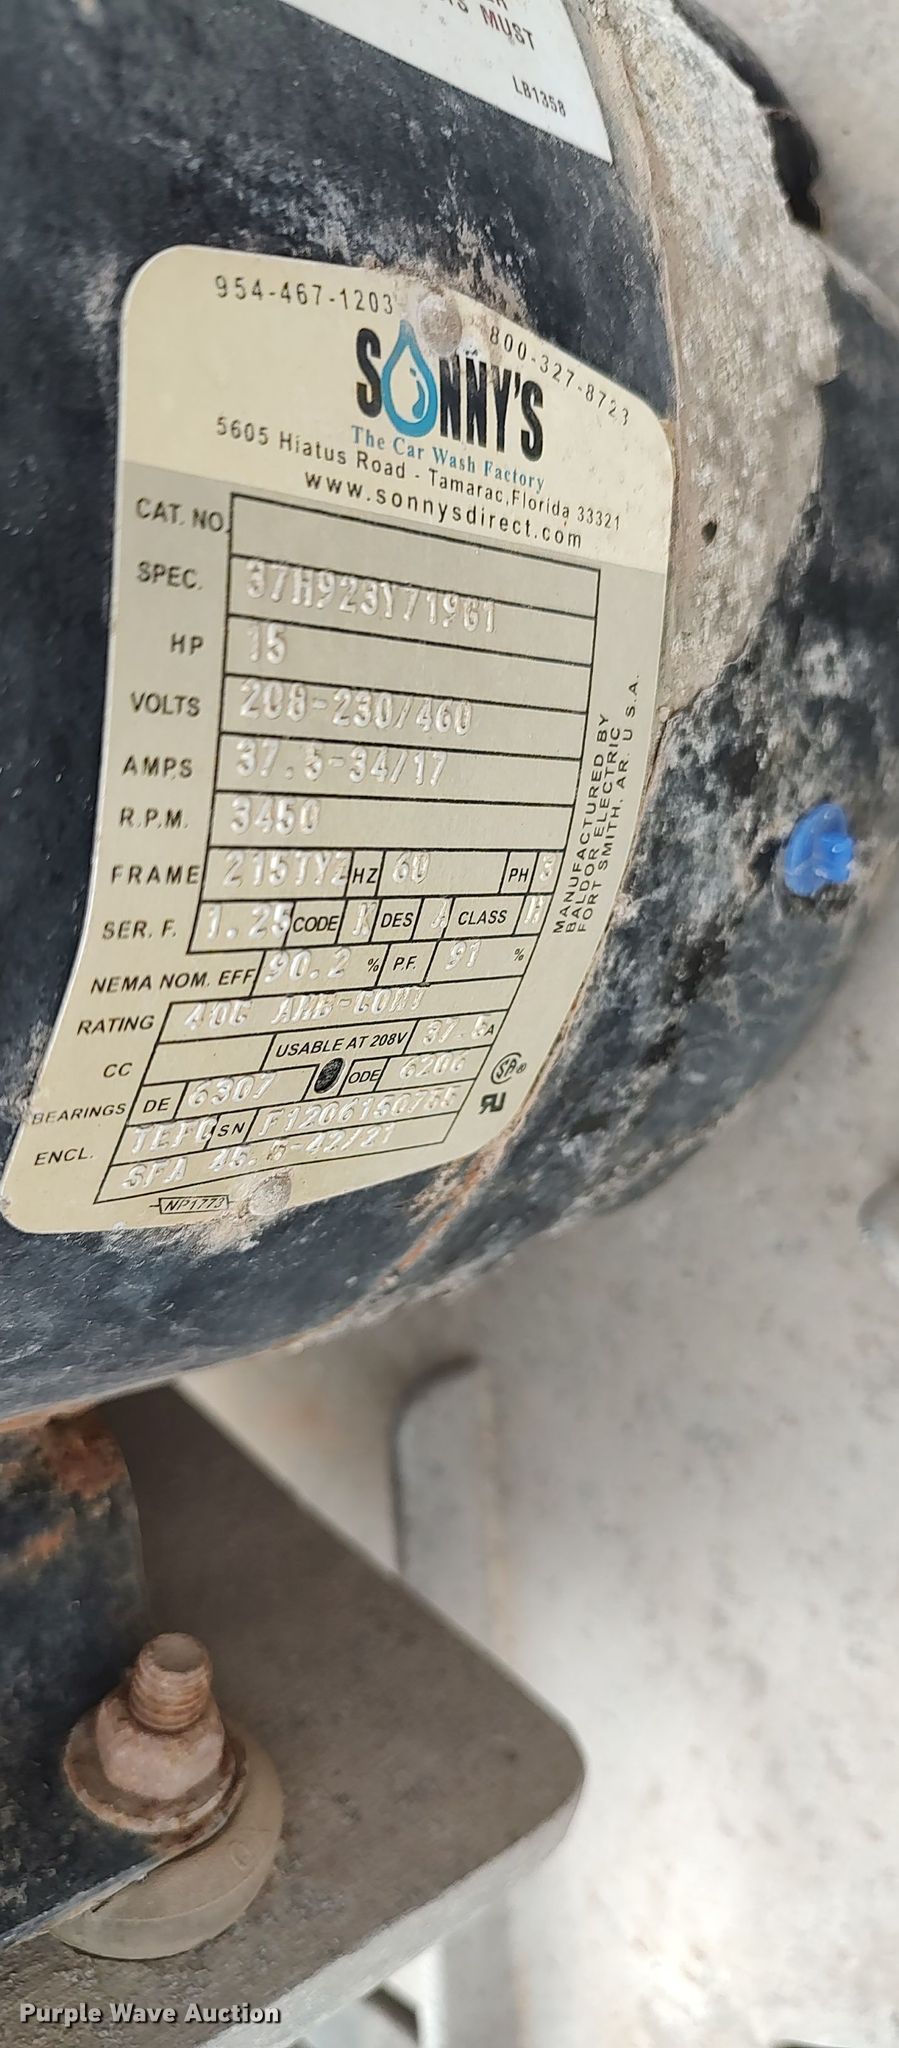 MUST
LB1358
954-467-1203 800-327-8723
SONNY'S
The Car Wash Factory
5605 Hiatus Road - Tamarac, Florida 33321
www.sonnysdirect.com
CAT. NO.
SPEC. 37H923Y719G1
HP 15
VOLTS 208-230/460
AMPS 37.5-34/17
R.P.M. 3450
FRAME 215TYZ HZ 60 PH 3
SER. F. 1.25 CODE K DES A CLASS H
NEMA NOM. EFF 90.2 % P.F. 91 %
RATING 40C AMB-CONT
CC USABLE AT 208V 37.5 A
BEARINGS DE 6307 ODE 6206
ENCL. TEFC SN
SFA 45.5-42/21
NP1773
MANUFACTURED BY
BALDOR ELECTRIC
FORT SMITH, AR. U.S.A.
Purple Wave Auction